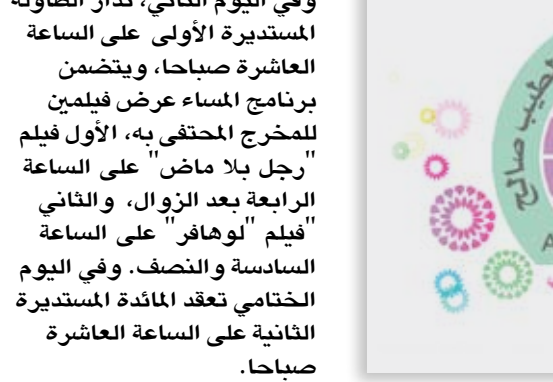 وفي اليوم الثاني، تدار الطاولة
المستديرة الأولى على الساعة
العاشرة صباحا، ويتضمن
برنامج المساء عرض فيلمين
للمخرج المحتفى به، الأول فيلم
"رجل بلا ماض" على الساعة
الرابعة بعد الزوال، والثاني
"فيلم "لوهافر" على الساعة
السادسة والنصف. وفي اليوم
الختامي تعقد المائدة المستديرة
الثانية على الساعة العاشرة
صباحا.
الطيب صالح
A